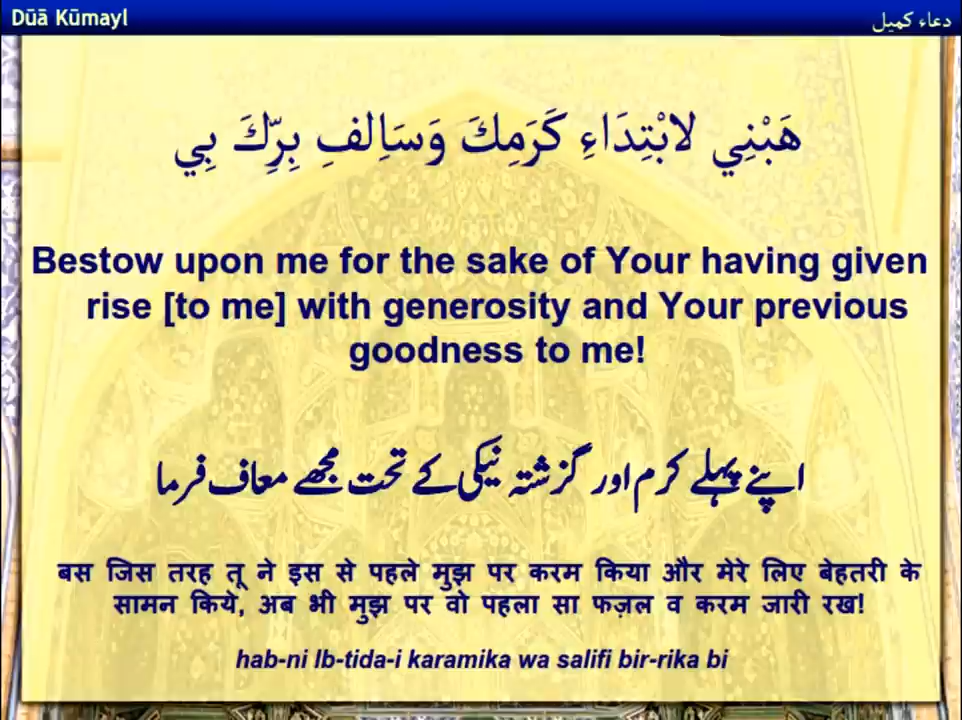 Dūā Kūmayl
دعاء كميل
هَبْنِي لابْتِدَاءِ كَرَمِكَ وَسَاِلفِ بِرِّكَ بِي
Bestow upon me for the sake of Your having given
rise [to me] with generosity and Your previous
goodness to me!
اپنے پہلے کرم اور گزشتہ نیکی کے تحت مجھے معاف فرما
बस जिस तरह तू ने इस से पहले मुझ पर करम किया और मेरे लिए बेहतरी के
सामन किये, अब भी मुझ पर वो पहला सा फज़ल व करम जारी रख!
hab-ni lb-tida-i karamika wa salifi bir-rika bi